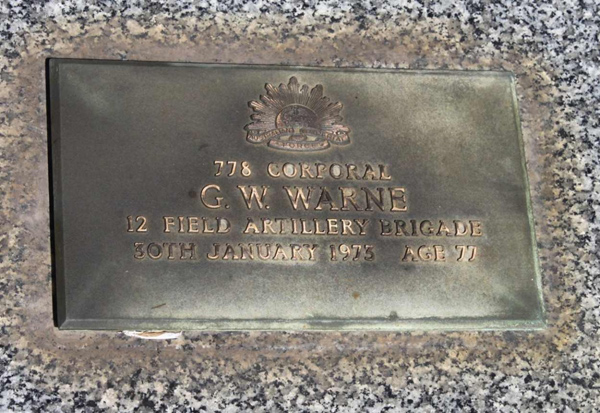 778 CORPORAL
G. W. WARNE
12 FIELD ARTILLERY BRIGADE
30TH JANUARY 1973 AGE 77